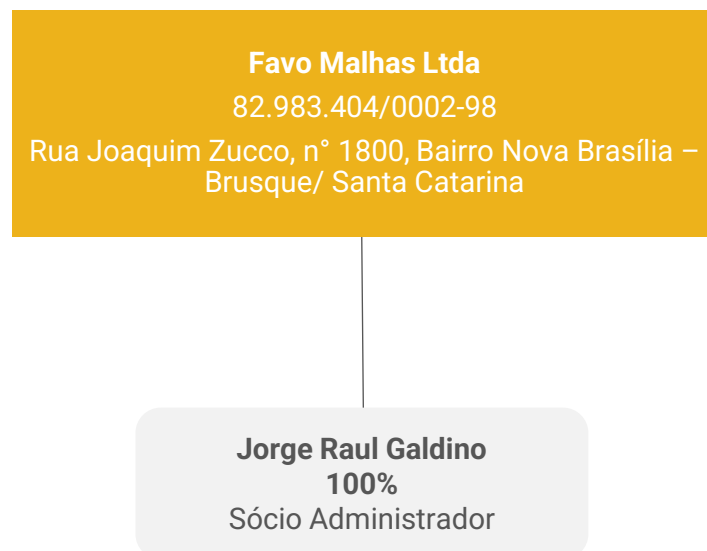 Favo Malhas Ltda
82.983.404/0002-98
Rua Joaquim Zucco, n° 1800, Bairro Nova Brasília –
Brusque/ Santa Catarina
Jorge Raul Galdino
100%
Sócio Administrador